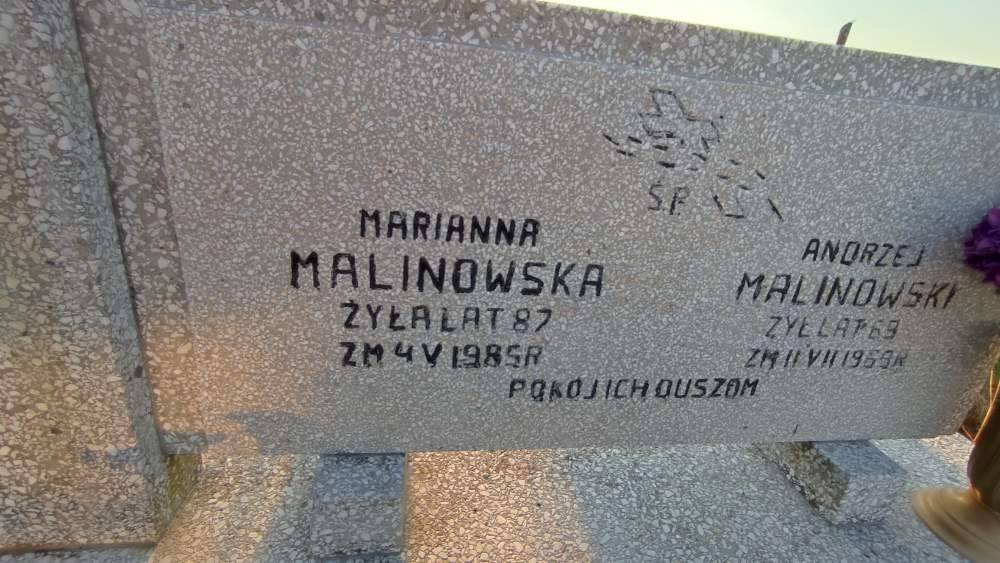 Ś.P.
MARIANNA
MALINOWSKA
ŻYŁA LAT 87
ZM 4 V 1985R
ANDRZEJ
MALINOWSKI
ŻYŁ LAT 69
ZM 11 VII 1969R
POKÓJ ICH DUSZOM